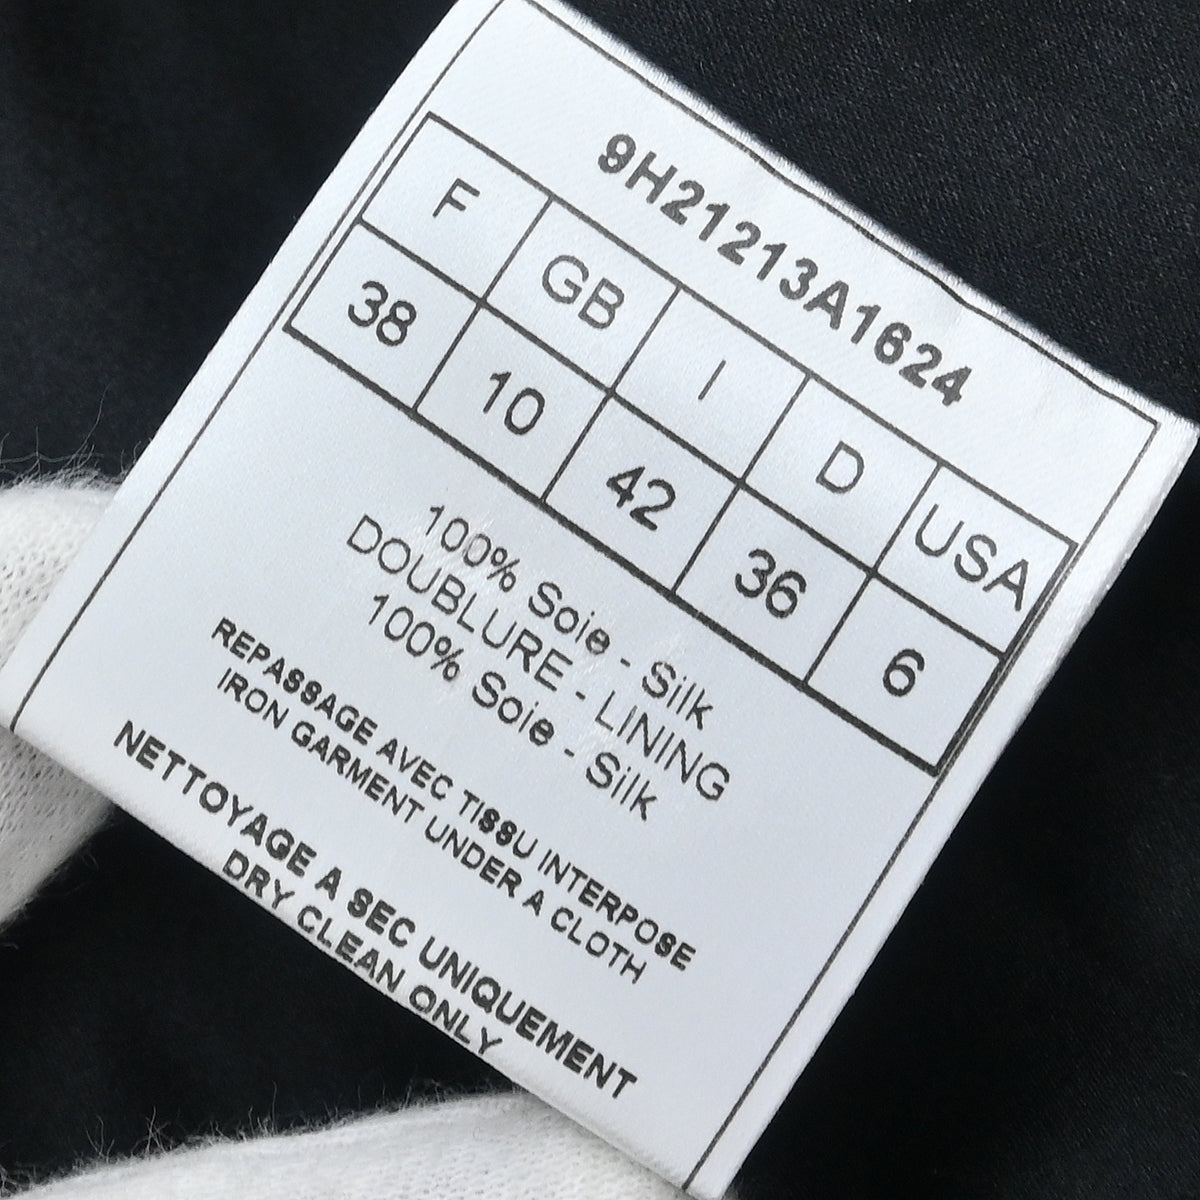 9H21213A1624
F GB I D USA
38 10 42 36 6
100% Soie - Silk
DOUBLURE - LINING
100% Soie - Silk
REPASSAGE AVEC TISSU INTERPOSE
IRON GARMENT UNDER A CLOTH
NETTOYAGE A SEC UNIQUEMENT
DRY CLEAN ONLY